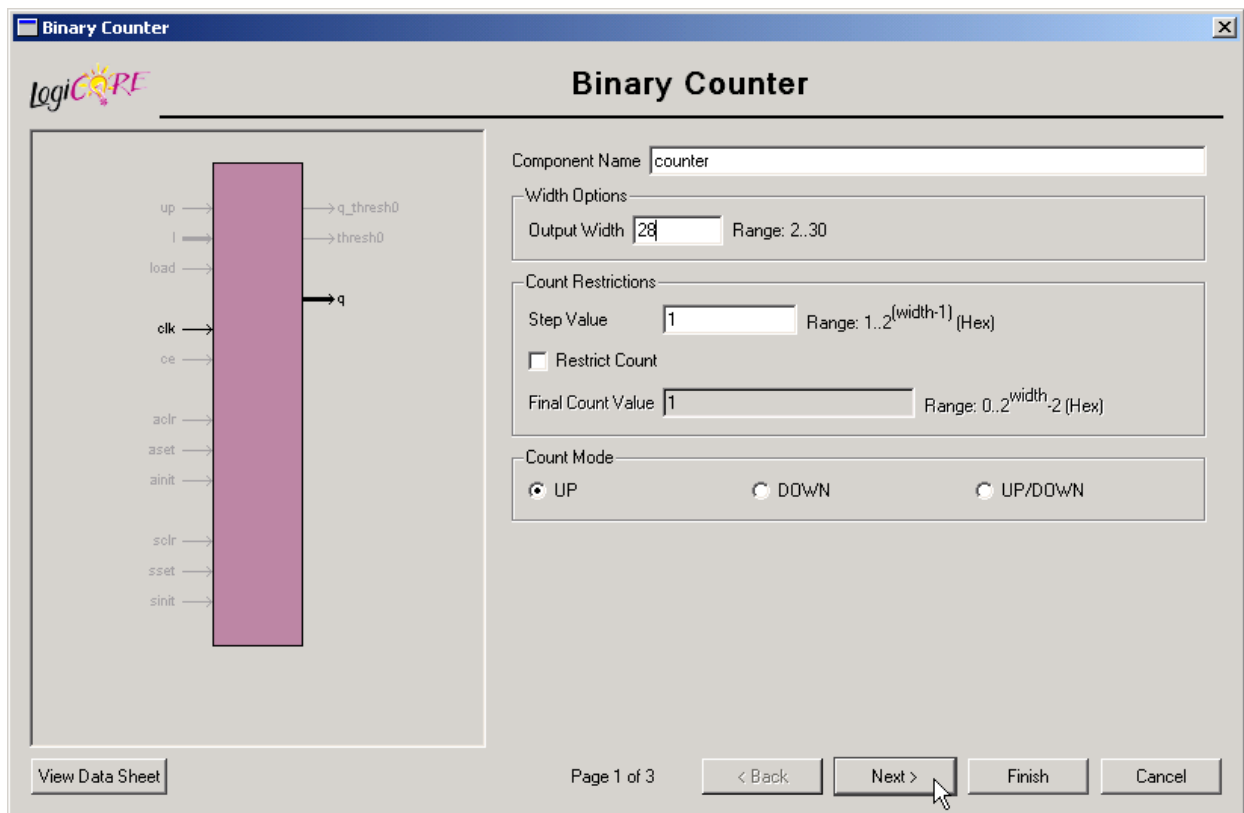 Binary Counter
LogiCORE
Binary Counter
up
l
load
clk
ce
aclr
aset
ainit
sclr
sset
sinit
q_thresh0
thresh0
q
Component Name counter
Width Options
Output Width 28 Range: 2..30
Count Restrictions
Step Value 1 Range: 1..2^(width-1) (Hex)
Restrict Count
Final Count Value 1 Range: 0..2^width-2 (Hex)
Count Mode
UP DOWN UP/DOWN
View Data Sheet Page 1 of 3 < Back Next > Finish Cancel